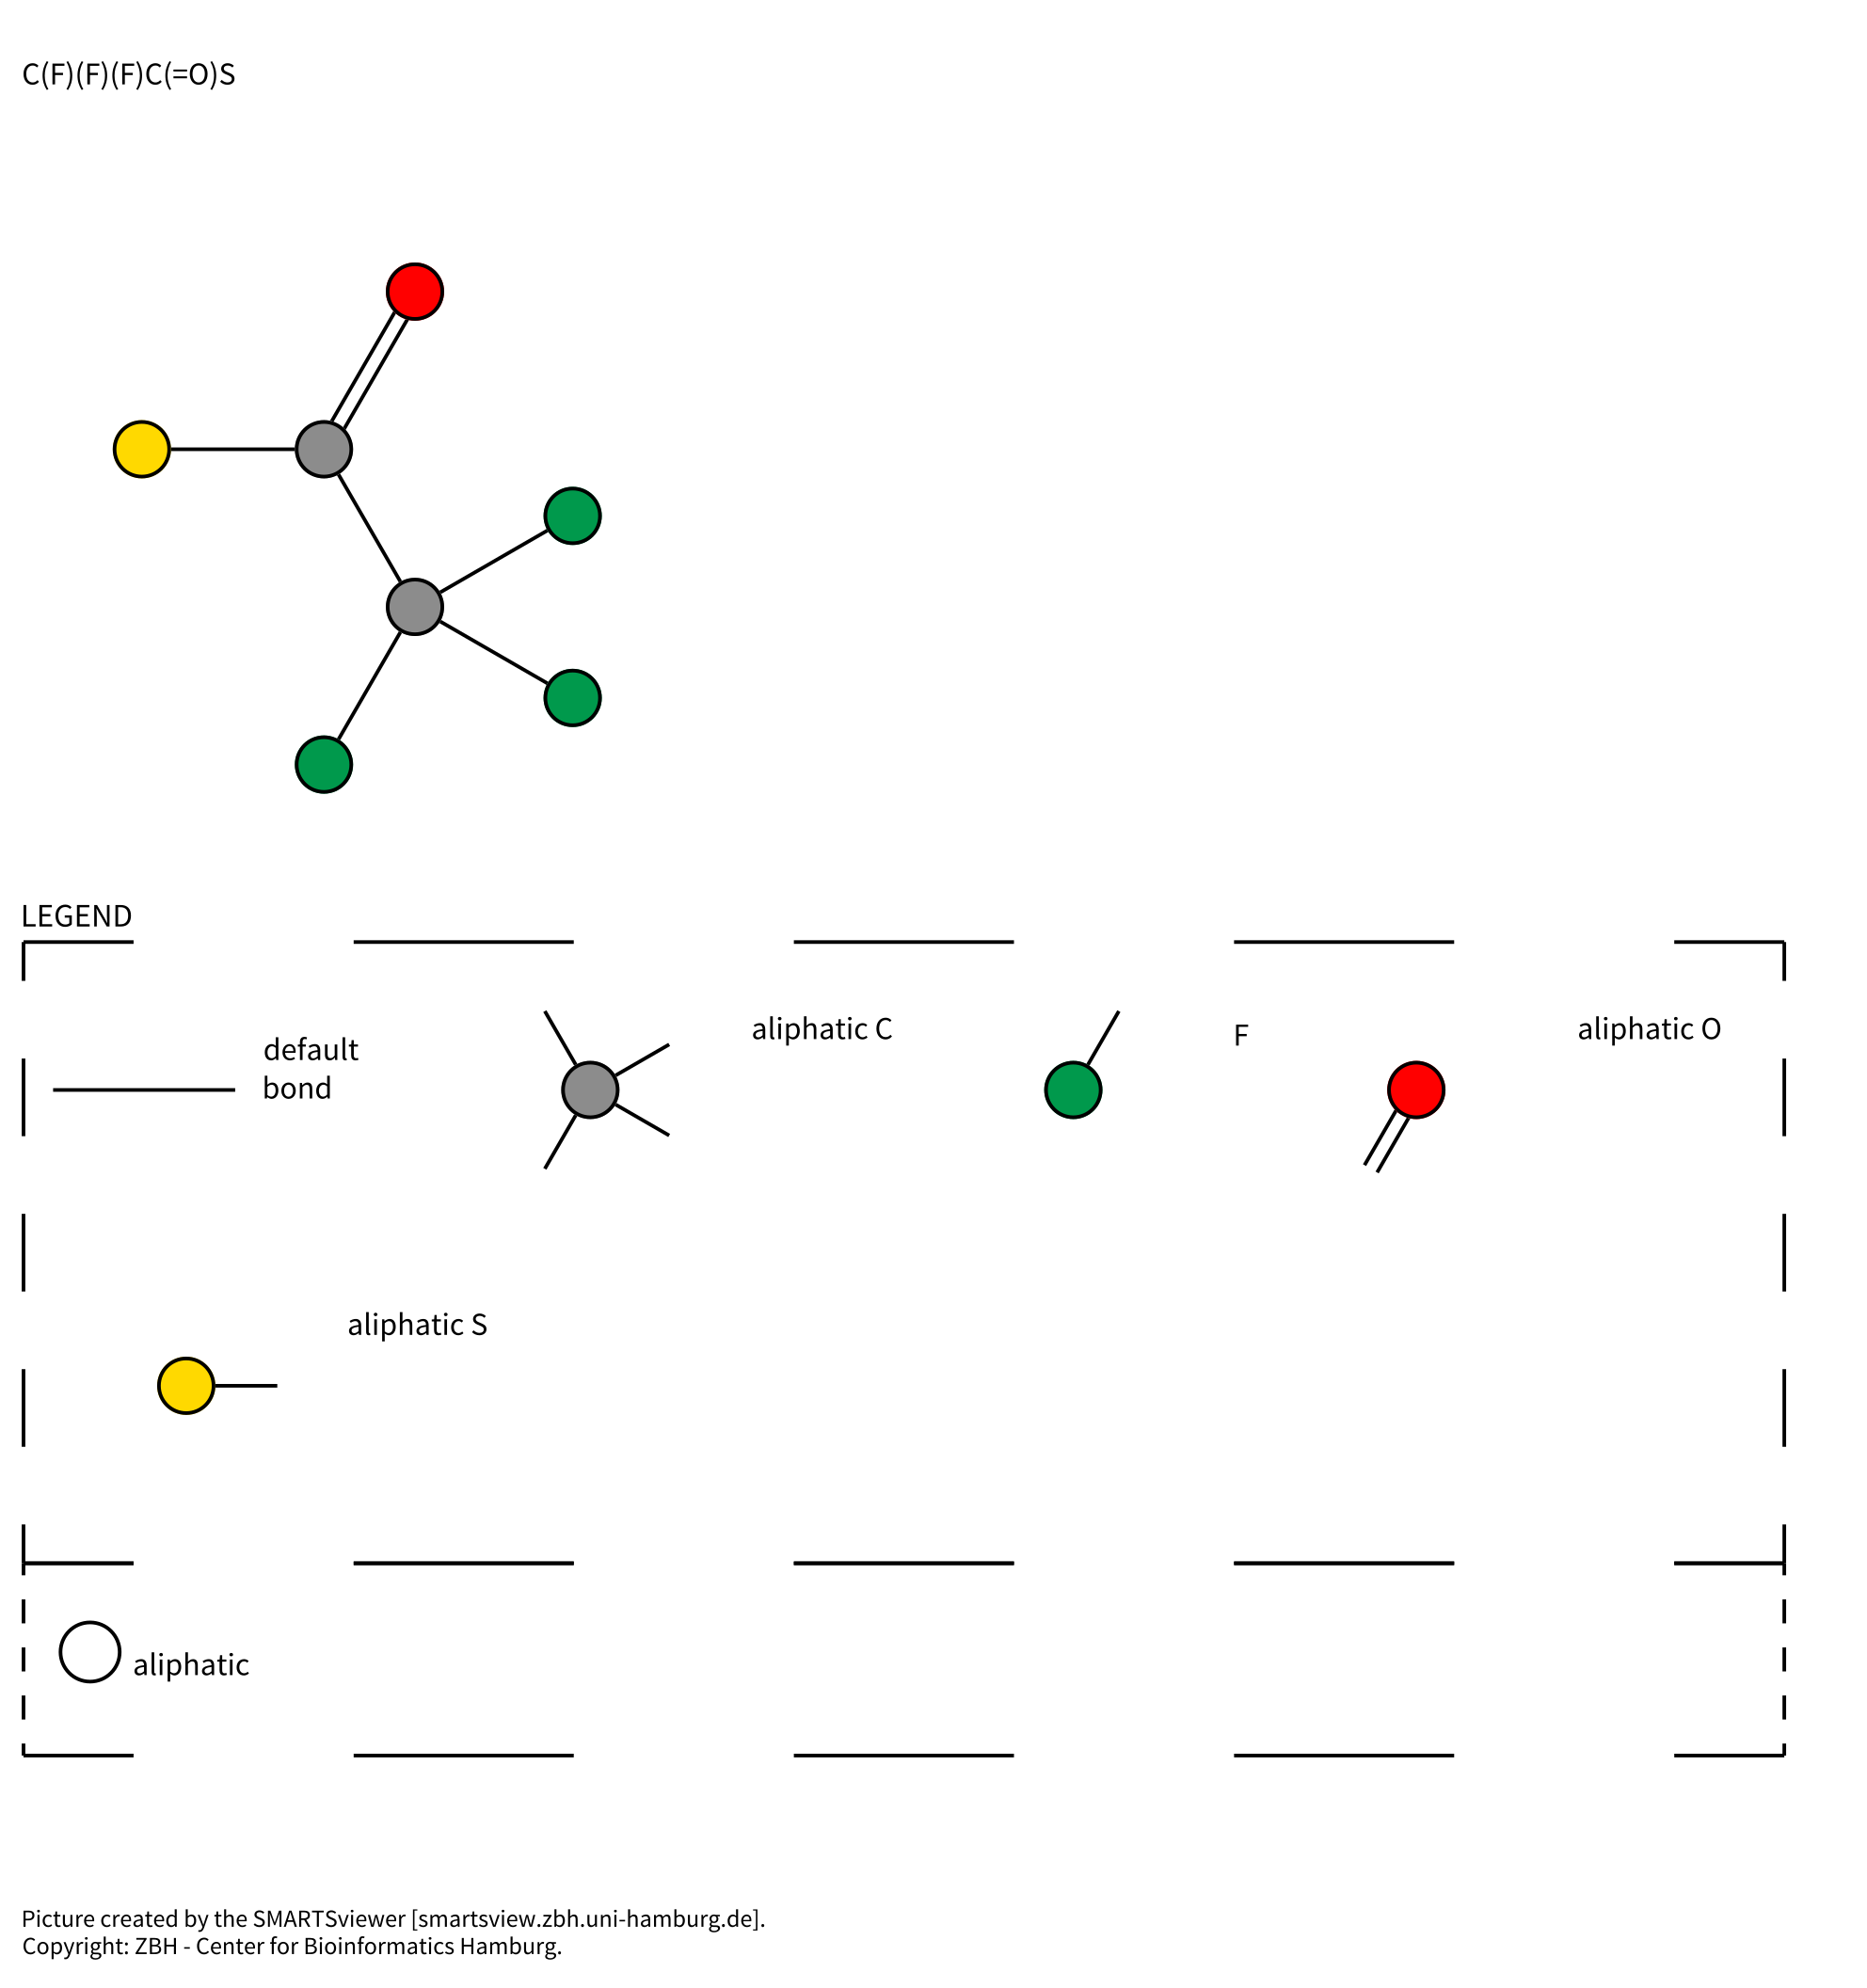 C(F)(F)(F)C(=O)S
LEGEND
default
bond
aliphatic C
F
aliphatic O
aliphatic S
aliphatic
Picture created by the SMARTSviewer [smartsview.zbh.uni-hamburg.de].
Copyright: ZBH - Center for Bioinformatics Hamburg.